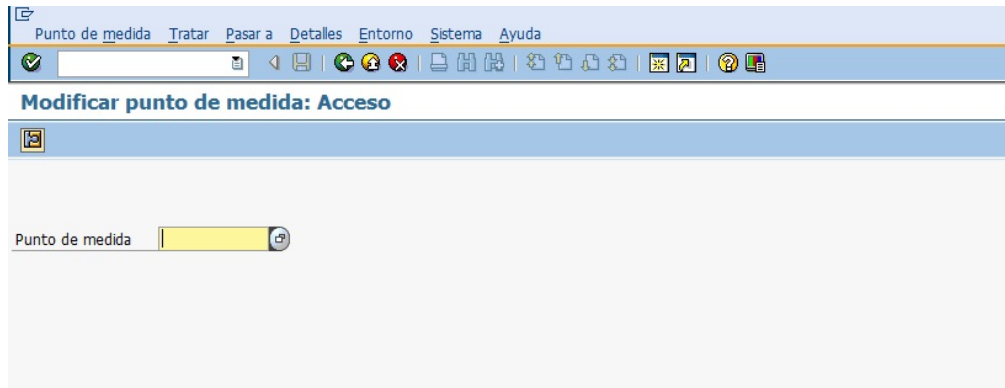 Punto de medida Tratar Pasar a Detalles Entorno Sistema Ayuda
Modificar punto de medida: Acceso
Punto de medida